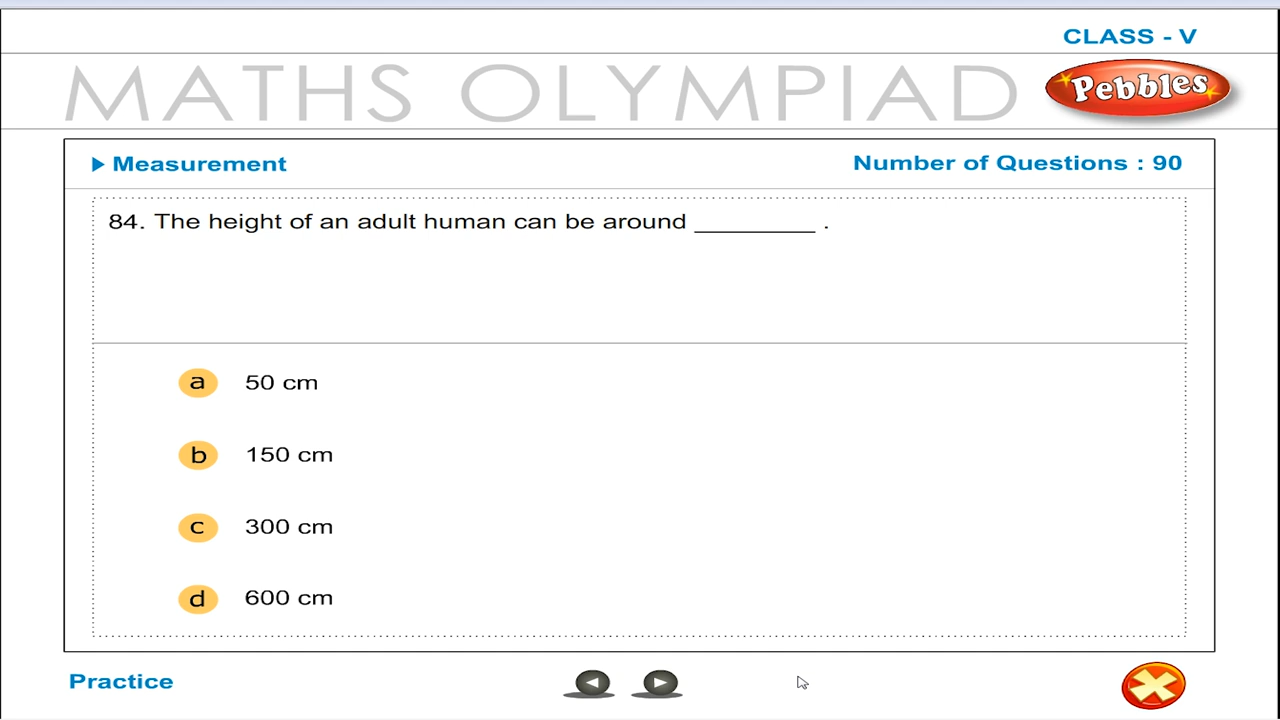 CLASS - V
MATHS OLYMPIAD
Pebbles
Measurement
Number of Questions : 90
84. The height of an adult human can be around _________ .
a 50 cm
b 150 cm
c 300 cm
d 600 cm
Practice